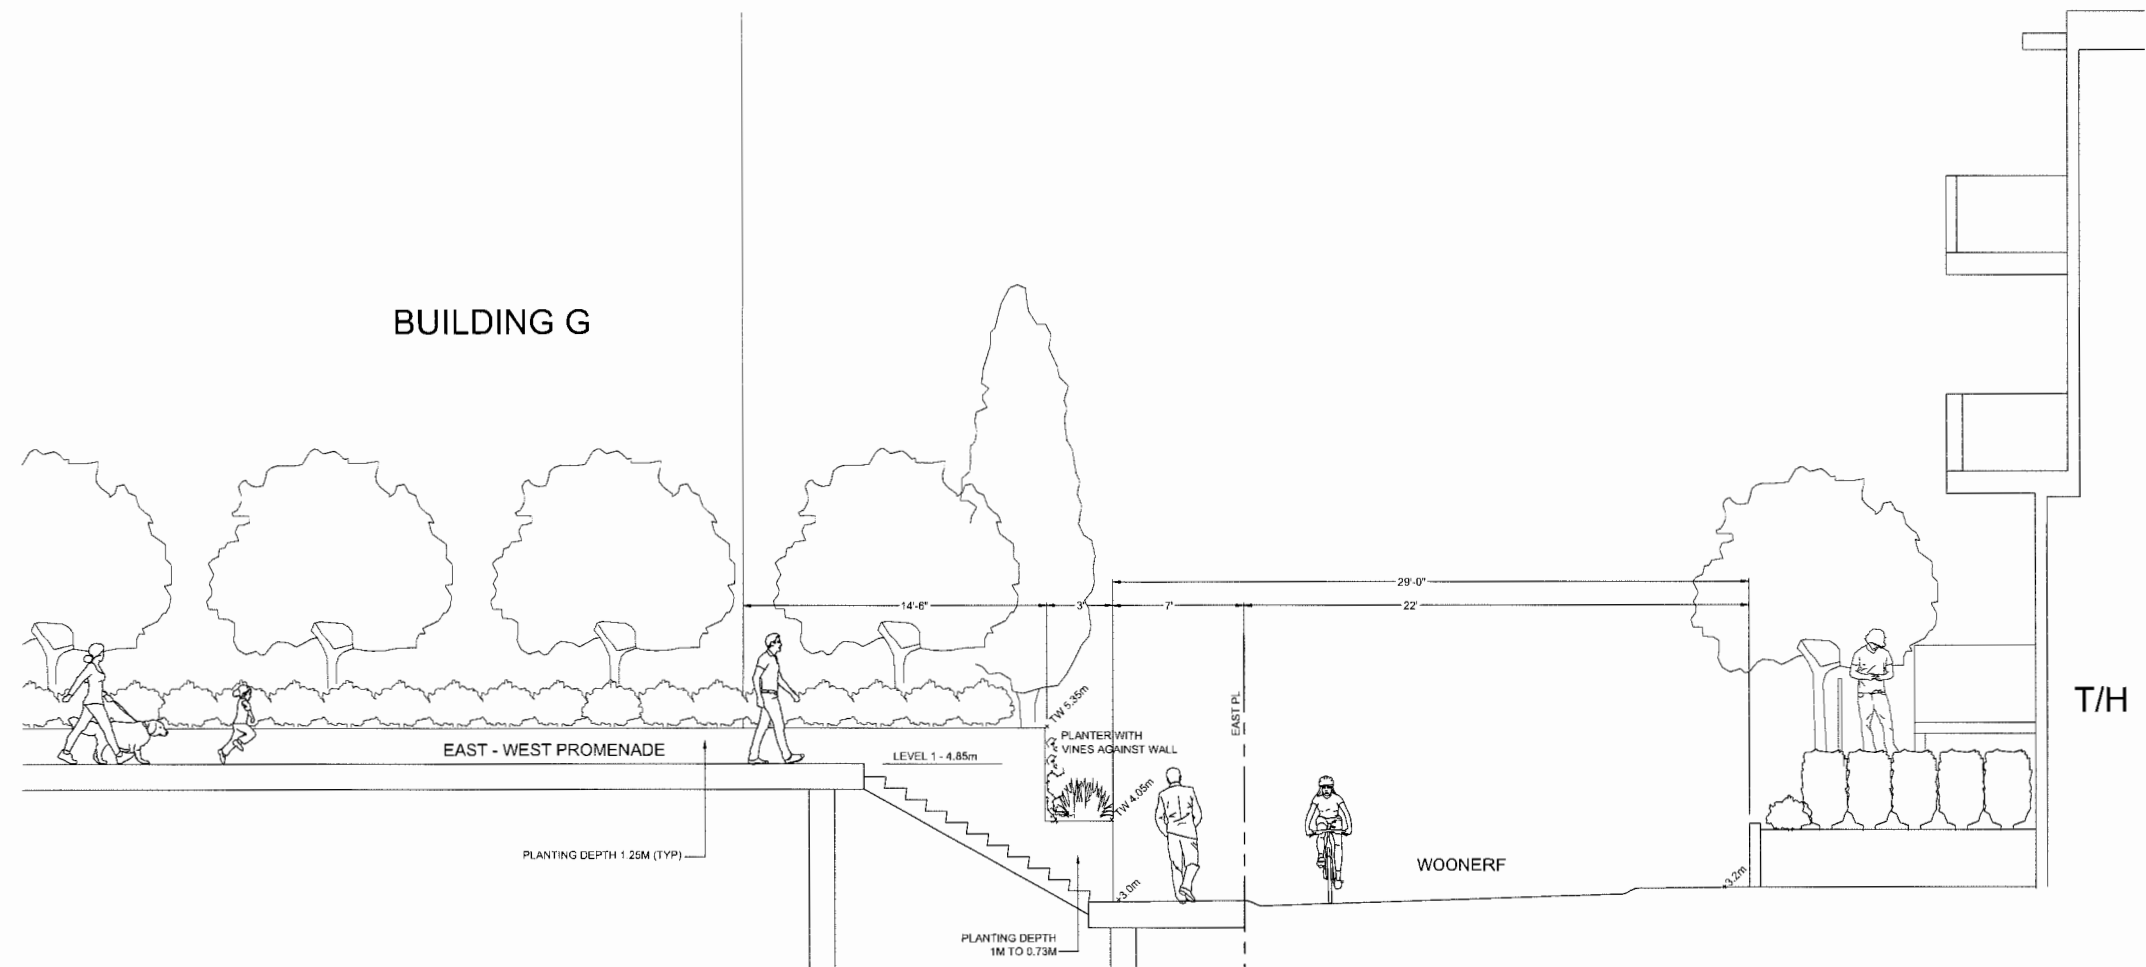 BUILDING G
29'-0"
14'-6"
3'
7'
22'
EAST PL
TW 5.35m
T/H
PLANTER WITH
VINES AGAINST WALL
EAST - WEST PROMENADE
LEVEL 1 - 4.85m
TW 4.05m
PLANTING DEPTH 1.25M (TYP)
WOONERF
3.2m
3.0m
PLANTING DEPTH
1M TO 0.73M